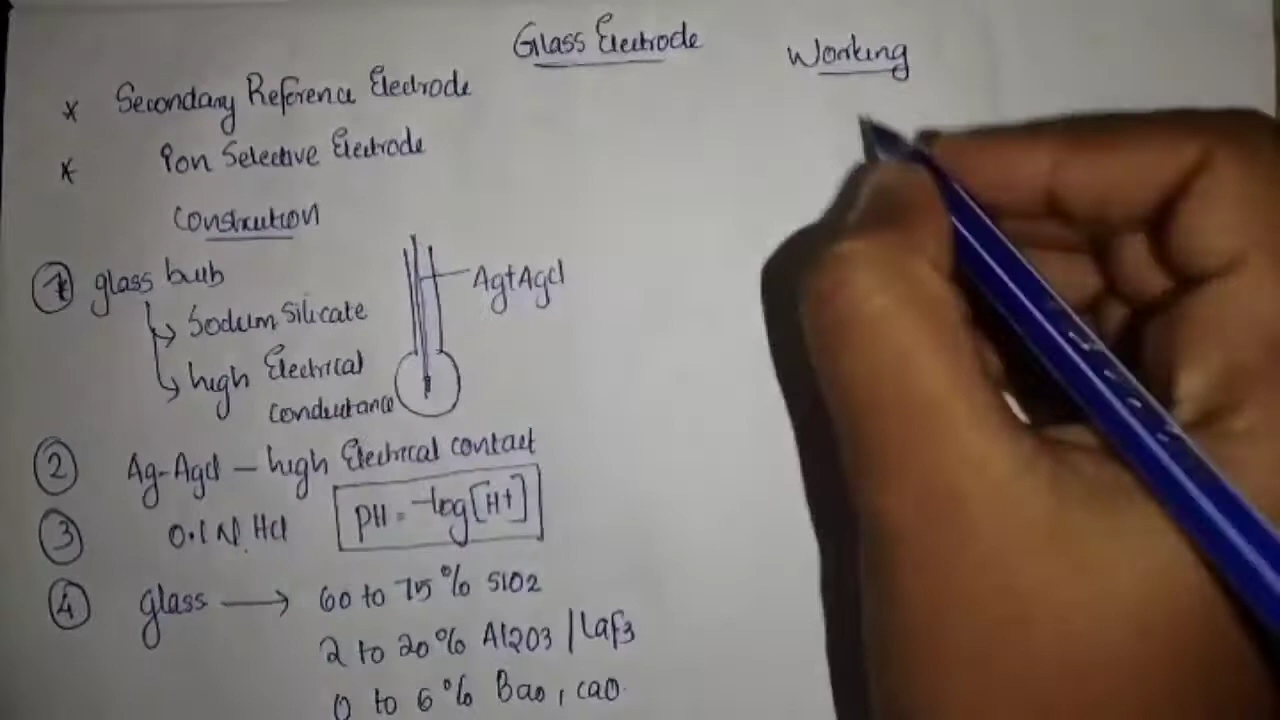 Glass Electrode
* Secondary Reference Electrode
* Ion Selective Electrode
Constrution
① glass bulb
→ Sodium Silicate
→ high Electrical
conductance
Ag+Agcl
② Ag-Agcl – high Electrical contact
③ 0.1 N. Hcl
PH = -log[H+]
④ glass → 60 to 75% SiO2
2 to 20% Al2O3 / Laf3
0 to 6% Bao, cao
Working